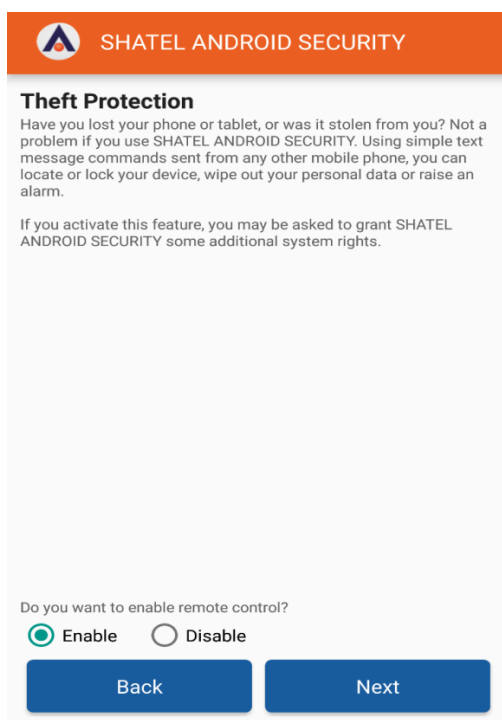 SHATEL ANDROID SECURITY
Theft Protection
Have you lost your phone or tablet, or was it stolen from you? Not a
problem if you use SHATEL ANDROID SECURITY. Using simple text
message commands sent from any other mobile phone, you can
locate or lock your device, wipe out your personal data or raise an
alarm.
If you activate this feature, you may be asked to grant SHATEL
ANDROID SECURITY some additional system rights.
Do you want to enable remote control?
Enable Disable
Back Next